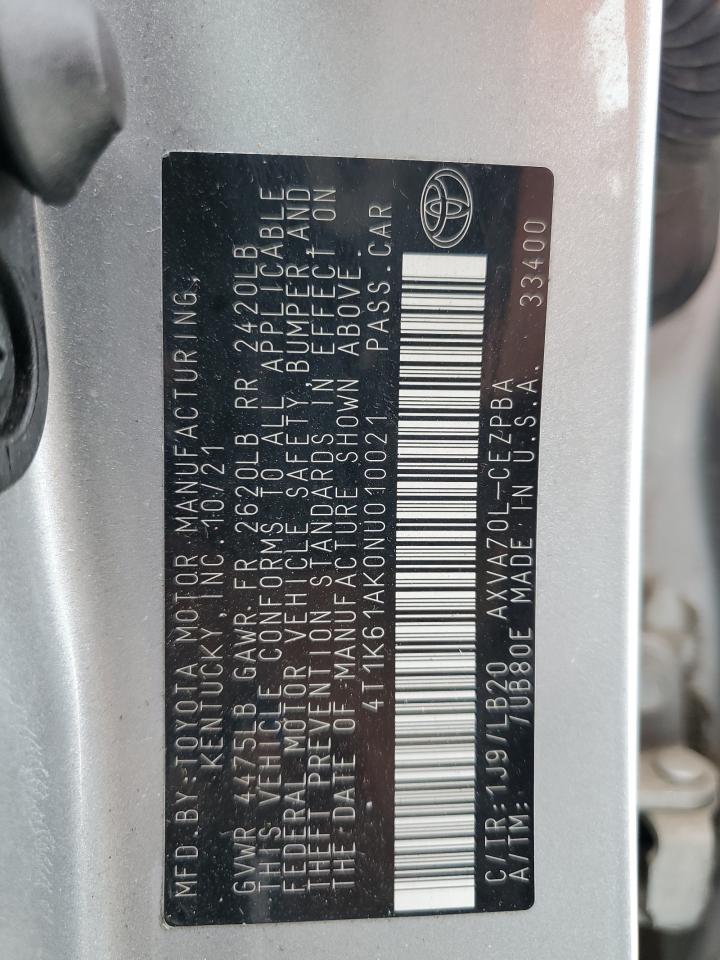 MFD.BY:TOYOTA MOTOR MANUFACTURING,
KENTUCKY, INC. 10/21
GVWR 4475LB GAWR FR 2620LB RR 2420LB
THIS VEHICLE CONFORMS TO ALL APPLICABLE
FEDERAL MOTOR VEHICLE SAFETY,BUMPER,AND
THEFT PREVENTION STANDARDS IN EFFECT ON
THE DATE OF MANUFACTURE SHOWN ABOVE.
4T1K61AK0NU010021 PASS.CAR
C/TR:1J9/LB20 AXVA70L-CEZPBA
A/TM: /UB80E MADE IN U.S.A. 33400